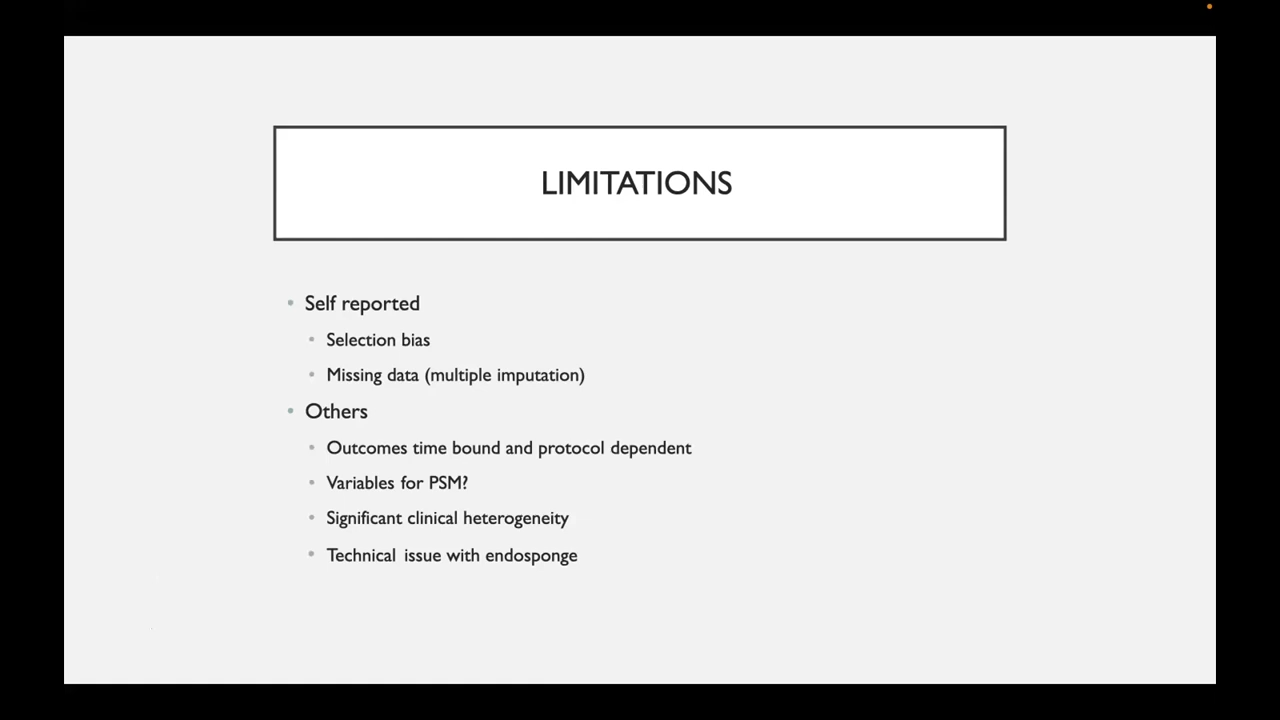 LIMITATIONS
• Self reported
• Selection bias
• Missing data (multiple imputation)
• Others
• Outcomes time bound and protocol dependent
• Variables for PSM?
• Significant clinical heterogeneity
• Technical issue with endosponge